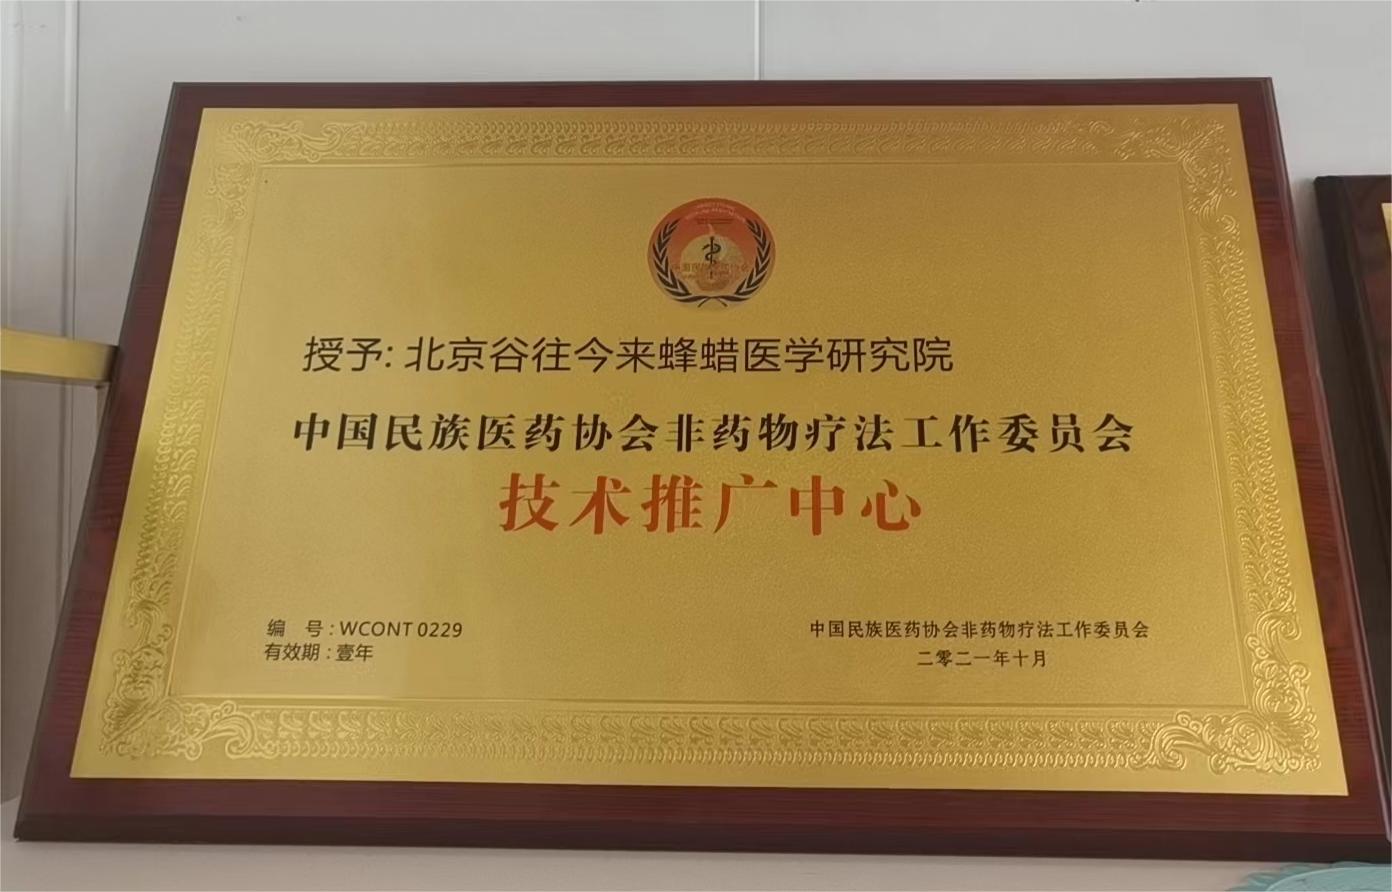 授予: 北京谷往今来蜂蜡医学研究院
中国民族医药协会非药物疗法工作委员会
技术推广中心
编 号 : WCONT 0229
有效期 : 壹年
中国民族医药协会非药物疗法工作委员会
二零二一年十月